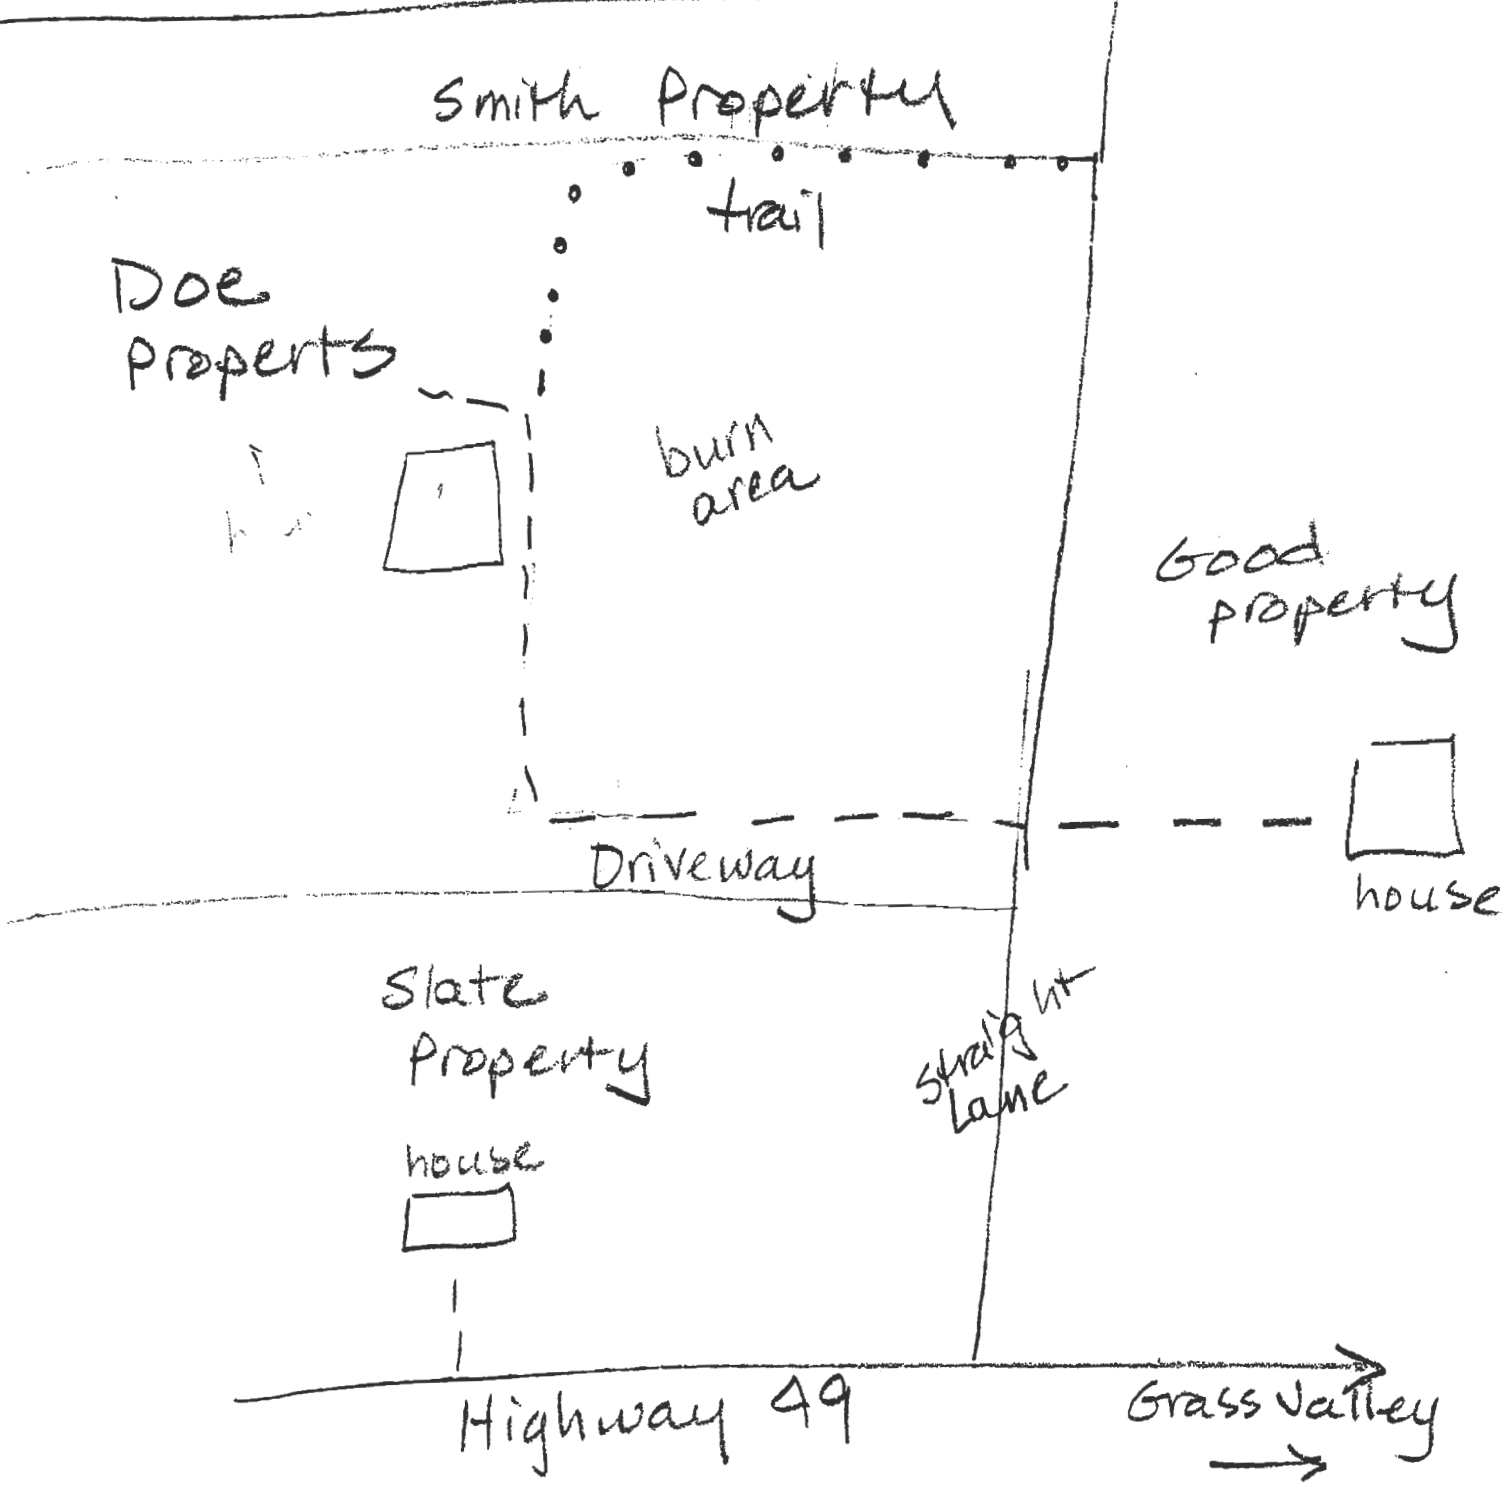 Smith Property
trail
Doe
Property
burn
area
Good
property
Driveway
house
Slate
Property
straight
Lane
house
Highway 49
Grass Valley